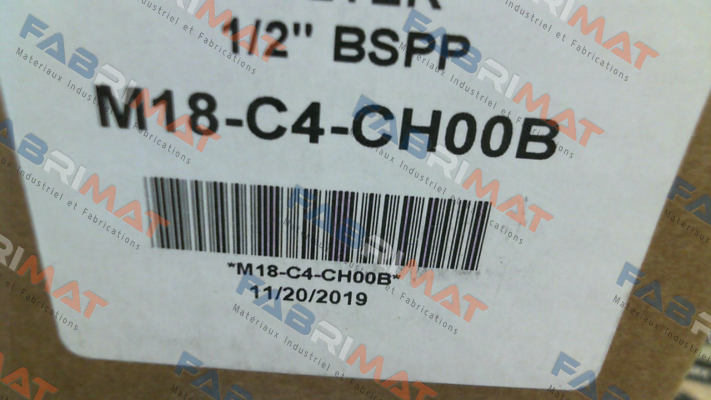 1/2" BSPP
M18-C4-CH00B
*M18-C4-CH00B*
11/20/2019
FABRIMAT
Matériaux Industriel et Fabrications